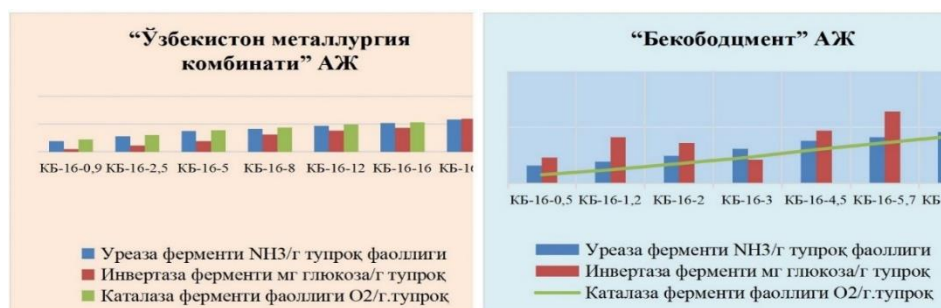 “Ўзбекистон металлургия
комбинати” АЖ
КБ-16-0,9 КБ-16-2,5 КБ-16-5 КБ-16-8 КБ-16-12 КБ-16-16
Уреаза ферменти NH3/г тупроқ фаоллиги
Инвертаза ферменти мг глюкоза/г тупроқ
Каталаза ферменти фаоллиги O2/г.тупроқ
“Бекободцмент” АЖ
КБ-16-0,5 КБ-16-1,2 КБ-16-2 КБ-16-3 КБ-16-4,5 КБ-16-5,7
Уреаза ферменти NH3/г тупроқ фаоллиги
Инвертаза ферменти мг глюкоза/г тупроқ
Каталаза ферменти фаоллиги O2/г.тупроқ